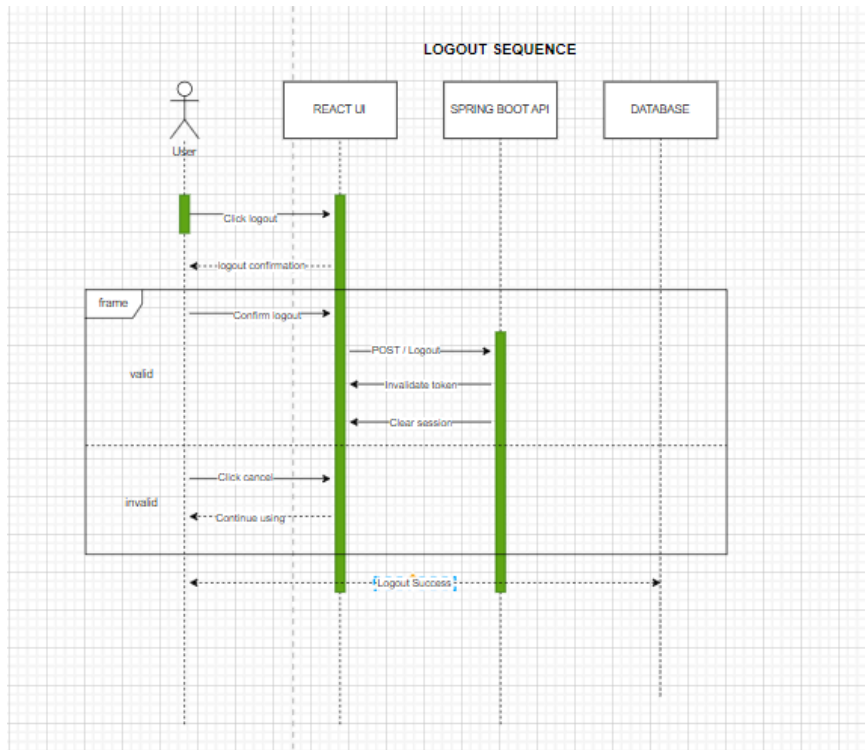 LOGOUT SEQUENCE
REACT UI
SPRING BOOT API
DATABASE
User
Click logout
logout confirmation
frame
Confirm logout
POST / Logout
valid
Invalidate token
Clear session
Click cancel
invalid
Continue using
Logout Success